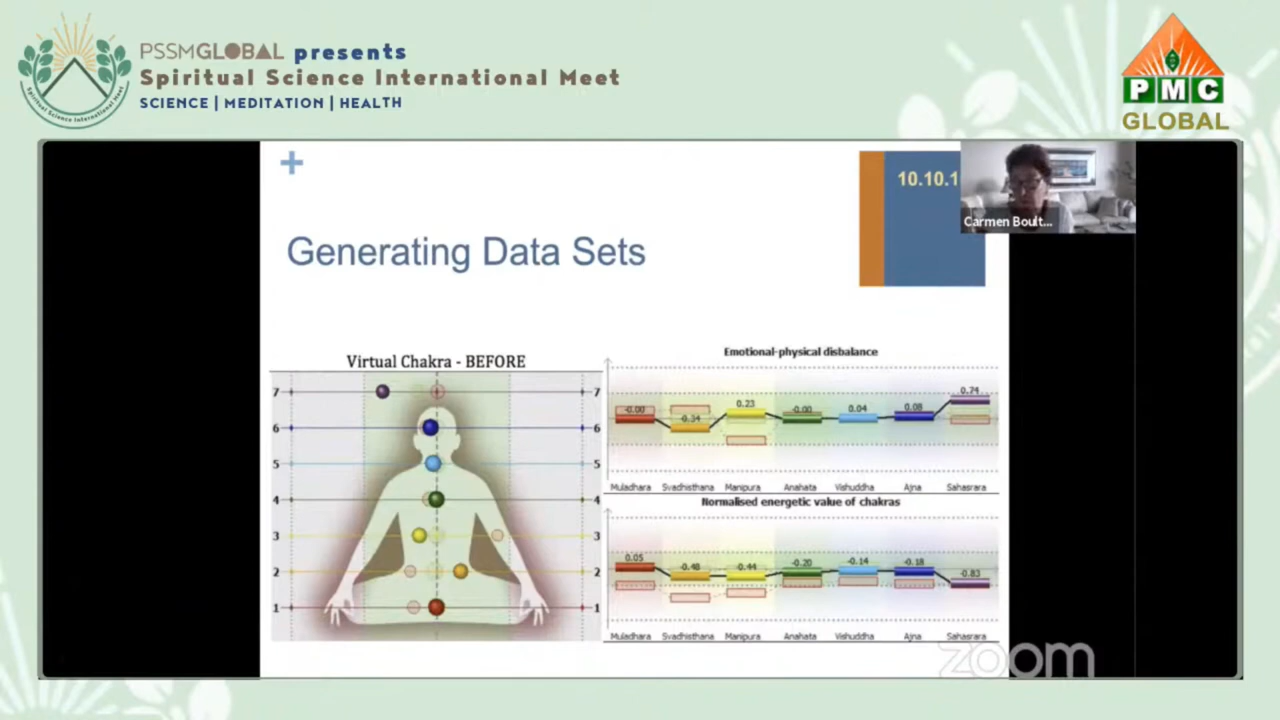 PSSMGLOBAL presents
Spiritual Science International Meet
SCIENCE | MEDITATION | HEALTH
Spiritual Science International Meet
PMC
GLOBAL
+
10.10.1
Carmen Boult...
Generating Data Sets
Virtual Chakra - BEFORE
7 7
6 6
5 5
4 4
3 3
2 2
1 1
Emotional-physical disbalance
-0.00 -0.34 0.23 -0.00 0.04 0.08 0.74
Muladhara Svadhisthana Manipura Anahata Vishuddha Ajna Sahasrara
Normalised energetic value of chakras
0.05 -0.48 -0.44 -0.20 -0.14 -0.18 -0.83
Muladhara Svadhisthana Manipura Anahata Vishuddha Ajna Sahasrara
zoom